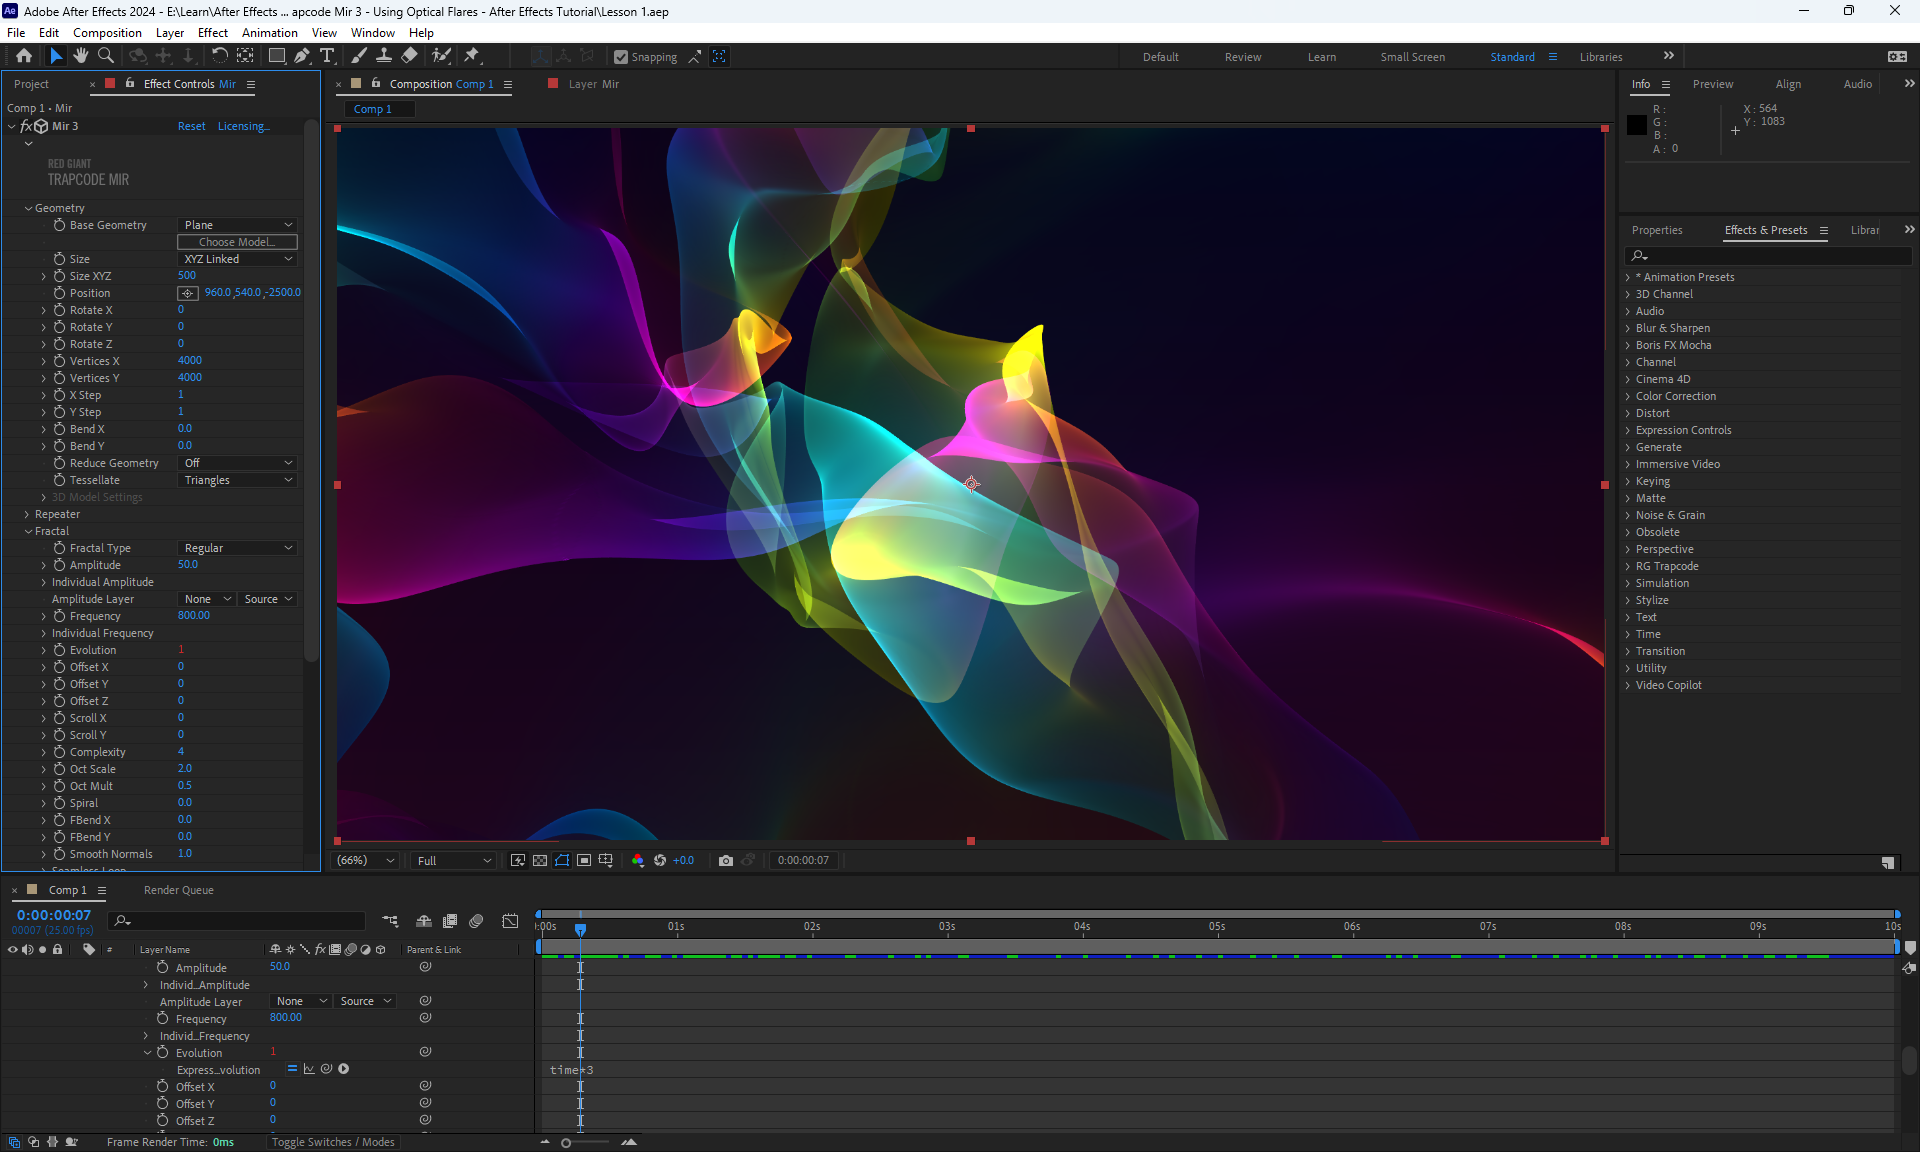 Adobe After Effects 2024 - E:\Learn\After Effects ... apcode Mir 3 - Using Optical Flares - After Effects Tutorial\Lesson 1.aep
File Edit Composition Layer Effect Animation View Window Help
Snapping
Default Review Learn Small Screen Standard Libraries
Project
Effect Controls Mir
Comp 1 • Mir
Mir 3 Reset Licensing...
RED GIANT
TRAPCODE MIR
Geometry
Base Geometry Plane
Choose Model...
Size XYZ Linked
Size XYZ 500
Position 960.0,540.0,-2500.0
Rotate X 0
Rotate Y 0
Rotate Z 0
Vertices X 4000
Vertices Y 4000
X Step 1
Y Step 1
Bend X 0.0
Bend Y 0.0
Reduce Geometry Off
Tessellate Triangles
3D Model Settings
Repeater
Fractal
Fractal Type Regular
Amplitude 50.0
Individual Amplitude
Amplitude Layer None Source
Frequency 800.00
Individual Frequency
Evolution 1
Offset X 0
Offset Y 0
Offset Z 0
Scroll X 0
Scroll Y 0
Complexity 4
Oct Scale 2.0
Oct Mult 0.5
Spiral 0.0
FBend X 0.0
FBend Y 0.0
Smooth Normals 1.0
Seamless Loop
Composition Comp 1
Layer Mir
Comp 1
(66%) Full +0.0 0:00:00:07
Info Preview Align Audio
R :
G :
B :
A : 0
X : 564
Y : 1083
Properties Effects & Presets Librar
* Animation Presets
3D Channel
Audio
Blur & Sharpen
Boris FX Mocha
Channel
Cinema 4D
Color Correction
Distort
Expression Controls
Generate
Immersive Video
Keying
Matte
Noise & Grain
Obsolete
Perspective
RG Trapcode
Simulation
Stylize
Text
Time
Transition
Utility
Video Copilot
Comp 1 Render Queue
0:00:00:07
00007 (25.00 fps)
:00s 01s 02s 03s 04s 05s 06s 07s 08s 09s 10s
# Layer Name fx Parent & Link
Amplitude 50.0
Individ...Amplitude
Amplitude Layer None Source
Frequency 800.00
Individ...Frequency
Evolution 1
Express...volution time*3
Offset X 0
Offset Y 0
Offset Z 0
Frame Render Time: 0ms Toggle Switches / Modes